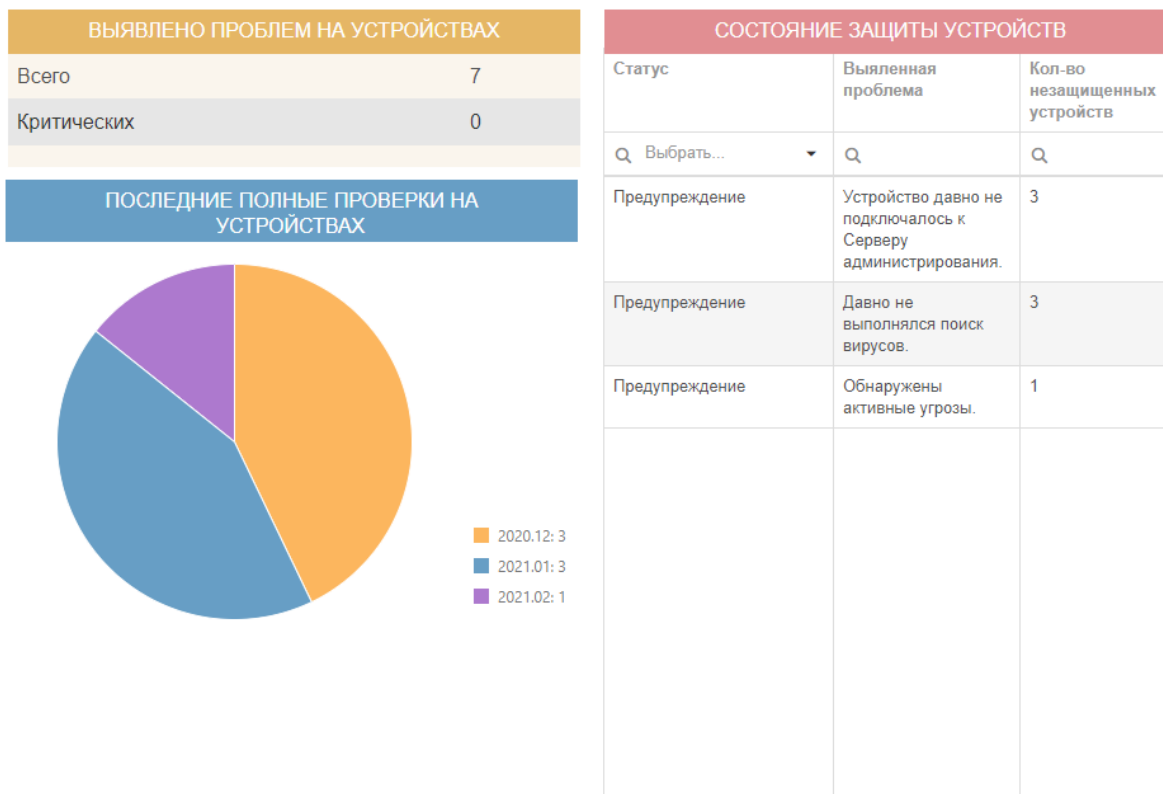 ВЫЯВЛЕНО ПРОБЛЕМ НА УСТРОЙСТВАХ
Всего 7
Критических 0
ПОСЛЕДНИЕ ПОЛНЫЕ ПРОВЕРКИ НА
УСТРОЙСТВАХ
2020.12: 3
2021.01: 3
2021.02: 1
СОСТОЯНИЕ ЗАЩИТЫ УСТРОЙСТВ
Статус
Выяленная
проблема
Кол-во
незащищенных
устройств
Выбрать...
Предупреждение
Устройство давно не
подключалось к
Серверу
администрирования.
3
Предупреждение
Давно не
выполнялся поиск
вирусов.
3
Предупреждение
Обнаружены
активные угрозы.
1